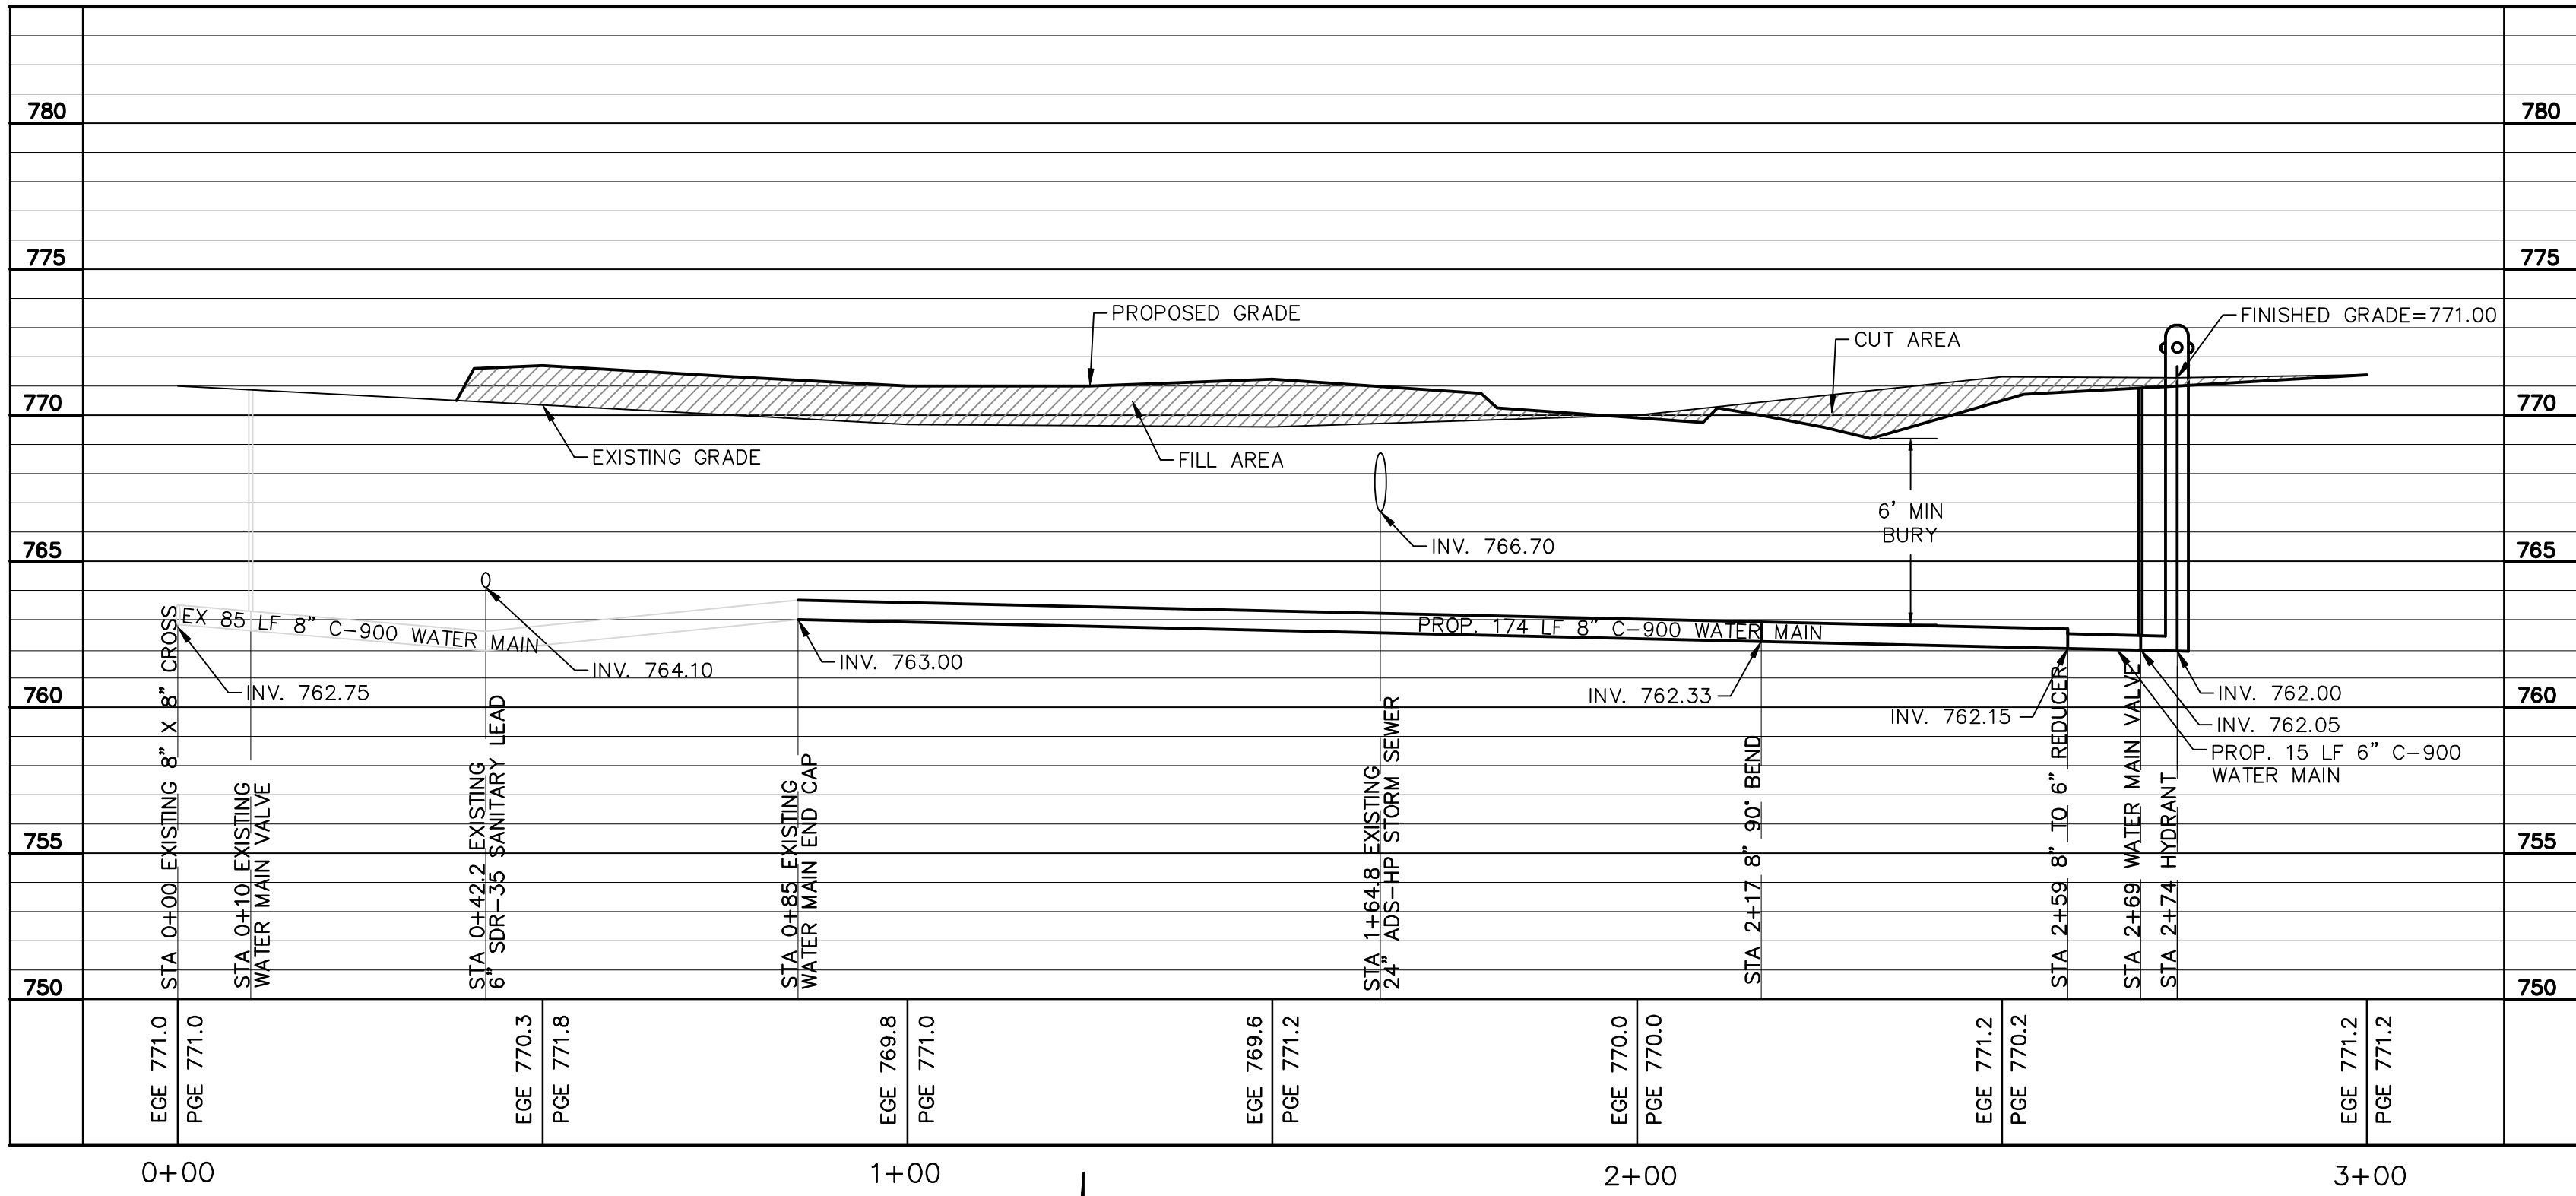 780
780
775
775
PROPOSED GRADE
FINISHED GRADE=771.00
CUT AREA
770
770
EXISTING GRADE
FILL AREA
6' MIN
BURY
765
765
INV. 766.70
EX 85 LF 8" C-900 WATER MAIN
PROP. 174 LF 8" C-900 WATER MAIN
INV. 764.10
INV. 763.00
INV. 762.75
INV. 762.33
INV. 762.15
INV. 762.00
INV. 762.05
PROP. 15 LF 6" C-900
WATER MAIN
760
760
755
755
750
750
STA 0+00 EXISTING 8" X 8" CROSS
STA 0+10 EXISTING
WATER MAIN VALVE
STA 0+42.2 EXISTING
6" SDR-35 SANITARY LEAD
STA 0+85 EXISTING
WATER MAIN END CAP
STA 1+64.8 EXISTING
24" ADS-HP STORM SEWER
STA 2+17 8" 90° BEND
STA 2+59 8" TO 6" REDUCER
STA 2+69 WATER MAIN VALVE
STA 2+74 HYDRANT
EGE 771.0
PGE 771.0
EGE 770.3
PGE 771.8
EGE 769.8
PGE 771.0
EGE 769.6
PGE 771.2
EGE 770.0
PGE 770.0
EGE 771.2
PGE 770.2
EGE 771.2
PGE 771.2
0+00
1+00
2+00
3+00